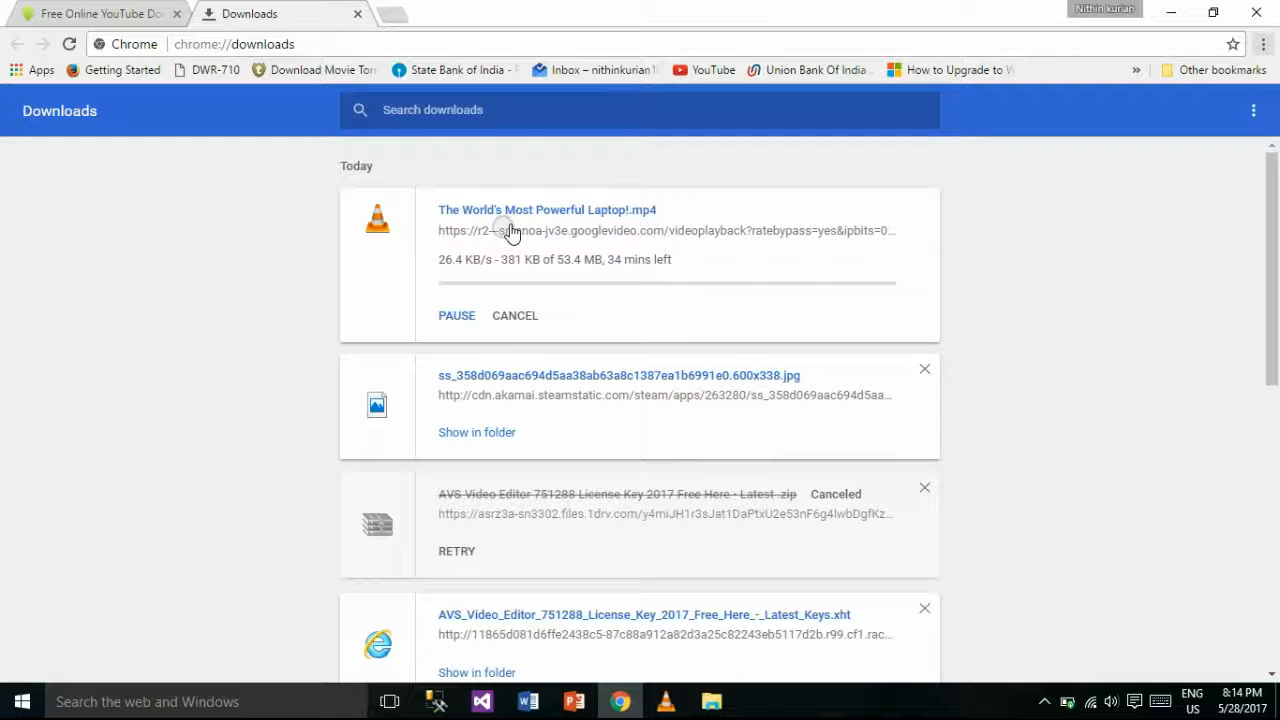 Free Online YouTube Do
Downloads
Nithin kurian
Chrome
chrome://downloads
Apps
Getting Started
DWR-710
Download Movie Torr
State Bank of India -
Inbox – nithinkurian1
YouTube
Union Bank Of India
How to Upgrade to W
»
Other bookmarks
Downloads
Search downloads
Today
The World's Most Powerful Laptop!.mp4
noa-jv3e.googlevideo.com/videoplayback?ratebypass=yes&ipbits=0...
26.4 KB/s - 381 KB of 53.4 MB, 34 mins left
PAUSE
CANCEL
ss_358d069aac694d5aa38ab63a8c1387ea1b6991e0.600x338.jpg
http://cdn.akamai.steamstatic.com/steam/apps/263280/ss_358d069aac694d5aa...
Show in folder
AVS Video Editor 751288 License Key 2017 Free Here - Latest .zip Canceled
https://asrz3a-sn3302.files.1drv.com/y4miJH1r3sJat1DaPtxU2e53nF6g4lwbDgfKz...
RETRY
AVS_Video_Editor_751288_License_Key_2017_Free_Here_-_Latest_Keys.xht
http://11865d081d6ffe2438c5-87c88a912a82d3a25c82243eb5117d2b.r99.cf1.rac...
Show in folder
Search the web and Windows
ENG
US
8:14 PM
5/28/2017